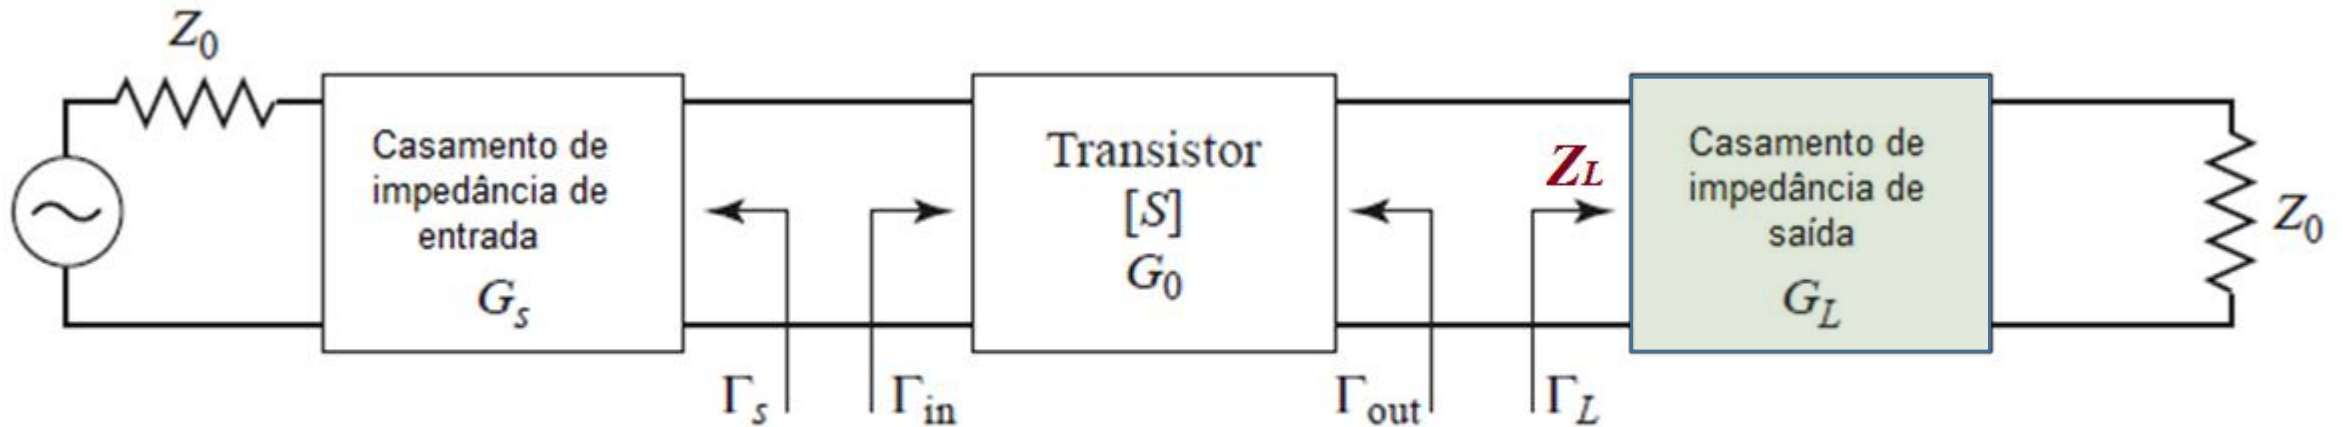 Z0
Casamento de
impedância de
entrada
Gs
Γs
Γin
Transistor
[S]
G0
Γout
ΓL
ZL
Casamento de
impedância de
saída
GL
Z0